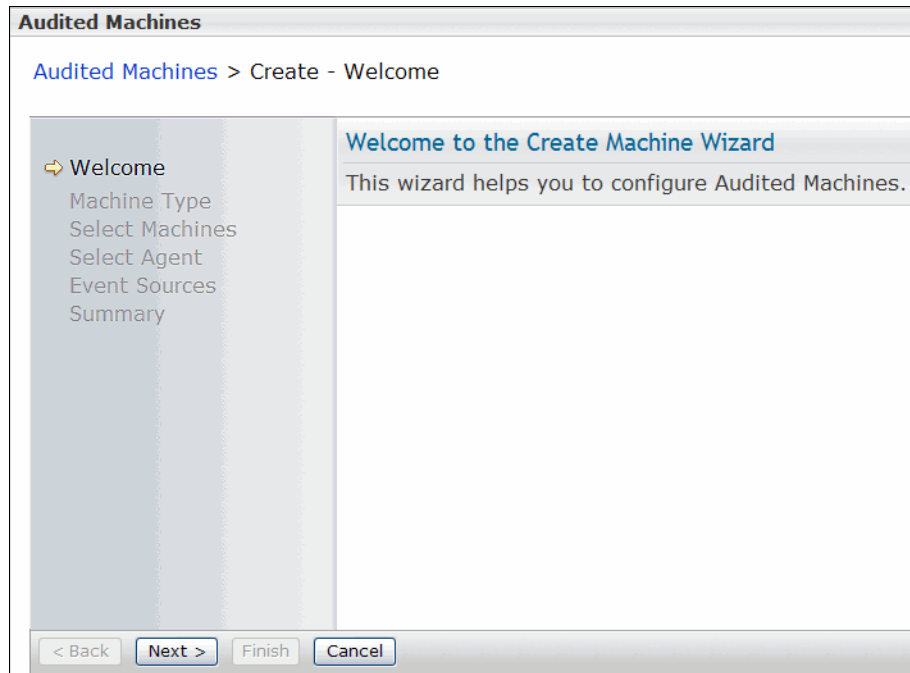 Audited Machines
Audited Machines > Create - Welcome
Welcome
Machine Type
Select Machines
Select Agent
Event Sources
Summary
Welcome to the Create Machine Wizard
This wizard helps you to configure Audited Machines.
< Back Next > Finish Cancel